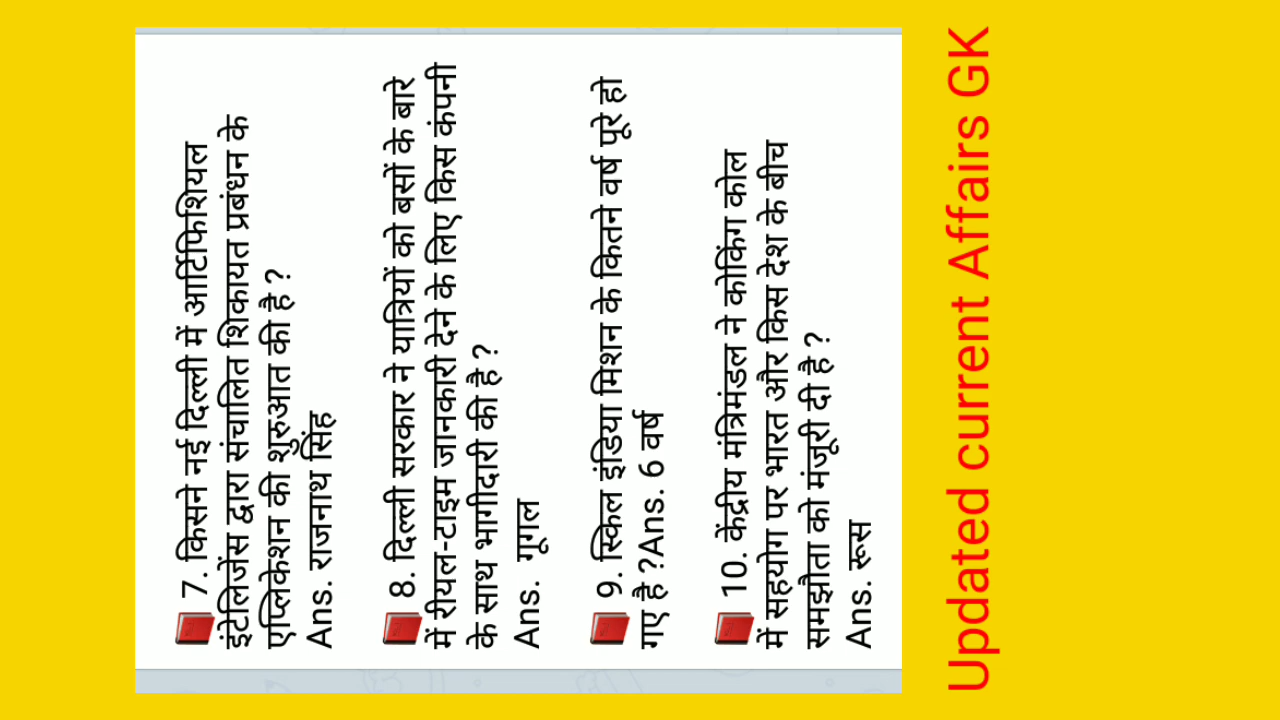 📕 7. किसने नई दिल्ली में आर्टिफिशियल
इंटेलिजेंस द्वारा संचालित शिकायत प्रबंधन के
एप्लिकेशन की शुरुआत की है ?
Ans. राजनाथ सिंह
📕 8. दिल्ली सरकार ने यात्रियों को बसों के बारे
में रीयल-टाइम जानकारी देने के लिए किस कंपनी
के साथ भागीदारी की है ?
Ans. गूगल
📕 9. स्किल इंडिया मिशन के कितने वर्ष पूरे हो
गए है ?Ans. 6 वर्ष
📕 10. केंद्रीय मंत्रिमंडल ने कोकिंग कोल
में सहयोग पर भारत और किस देश के बीच
समझौता को मंजूरी दी है ?
Ans. रूस
Updated current Affairs GK